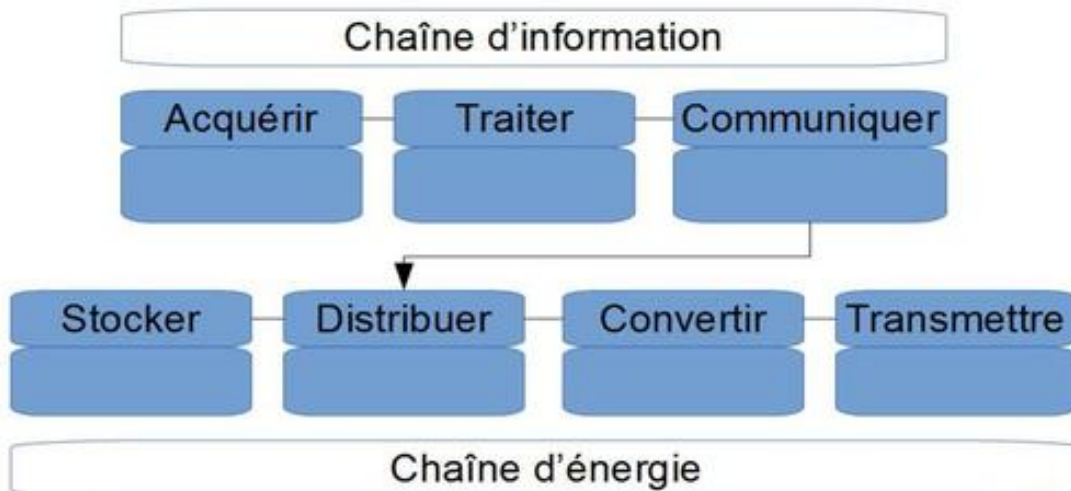 Chaîne d'information
Acquérir Traiter Communiquer
Stocker Distribuer Convertir Transmettre
Chaîne d'énergie